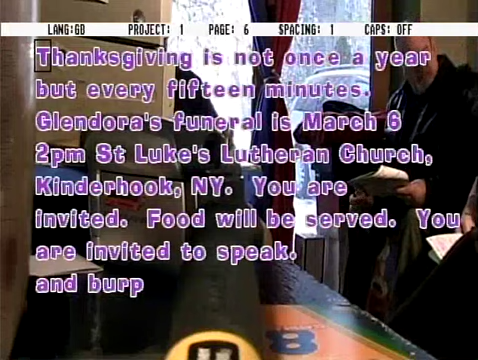 LANG:GD PROJECT: 1 PAGE: 6 SPACING: 1 CAPS: OFF
Thanksgiving is not once a year
but every fifteen minutes.
Glendora's funeral is March 6
2pm St Luke's Lutheran Church,
Kinderhook, NY. You are
invited. Food will be served. You
are invited to speak.
and burp
8